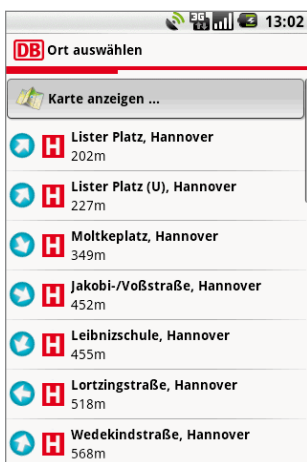 3G 13:02
DB Ort auswählen
Karte anzeigen ...
H Lister Platz, Hannover
202m
H Lister Platz (U), Hannover
227m
H Moltkeplatz, Hannover
349m
H Jakobi-/Voßstraße, Hannover
452m
H Leibnizschule, Hannover
455m
H Lortzingstraße, Hannover
518m
H Wedekindstraße, Hannover
568m